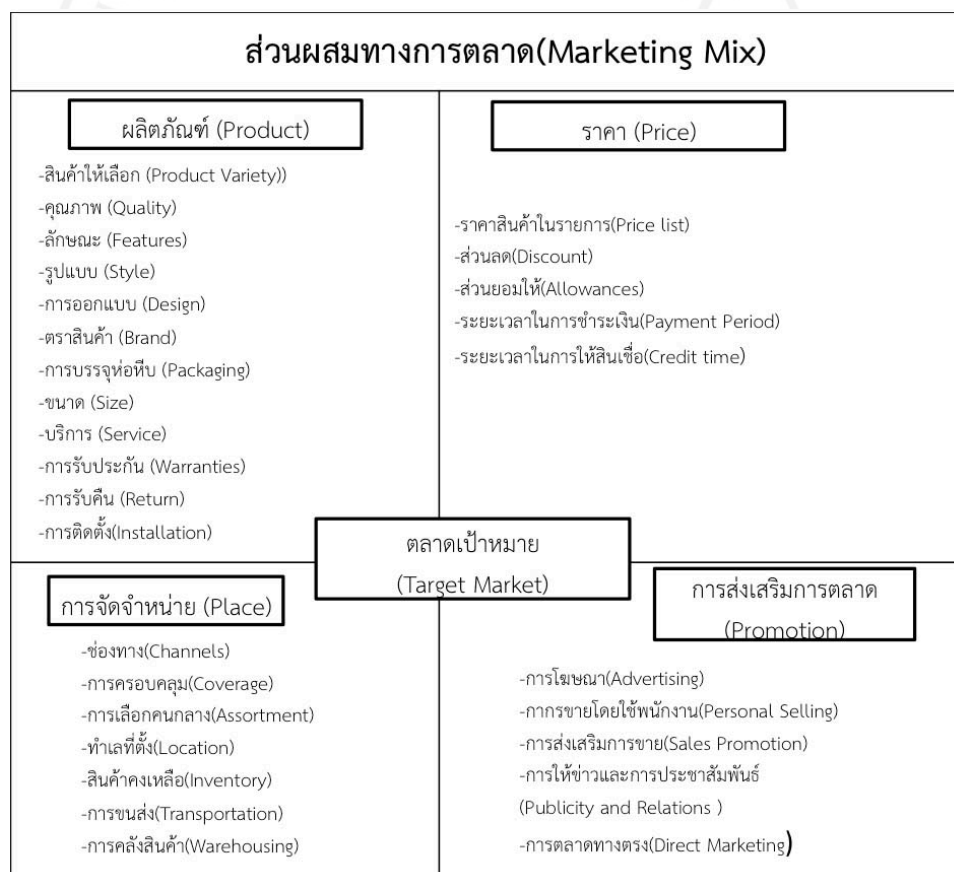 ส่วนผสมทางการตลาด(Marketing Mix)
ผลิตภัณฑ์ (Product)
-สินค้าให้เลือก (Product Variety))
-คุณภาพ (Quality)
-ลักษณะ (Features)
-รูปแบบ (Style)
-การออกแบบ (Design)
-ตราสินค้า (Brand)
-การบรรจุห่อหีบ (Packaging)
-ขนาด (Size)
-บริการ (Service)
-การรับประกัน (Warranties)
-การรับคืน (Return)
-การติดตั้ง(Installation)
ราคา (Price)
-ราคาสินค้าในรายการ(Price list)
-ส่วนลด(Discount)
-ส่วนยอมให้(Allowances)
-ระยะเวลาในการชำระเงิน(Payment Period)
-ระยะเวลาในการให้สินเชื่อ(Credit time)
ตลาดเป้าหมาย
(Target Market)
การจัดจำหน่าย (Place)
-ช่องทาง(Channels)
-การครอบคลุม(Coverage)
-การเลือกคนกลาง(Assortment)
-ทำเลที่ตั้ง(Location)
-สินค้าคงเหลือ(Inventory)
-การขนส่ง(Transportation)
-การคลังสินค้า(Warehousing)
การส่งเสริมการตลาด
(Promotion)
-การโฆษณา(Advertising)
-กากรขายโดยใช้พนักงาน(Personal Selling)
-การส่งเสริมการขาย(Sales Promotion)
-การให้ข่าวและการประชาสัมพันธ์
(Publicity and Relations )
-การตลาดทางตรง(Direct Marketing)